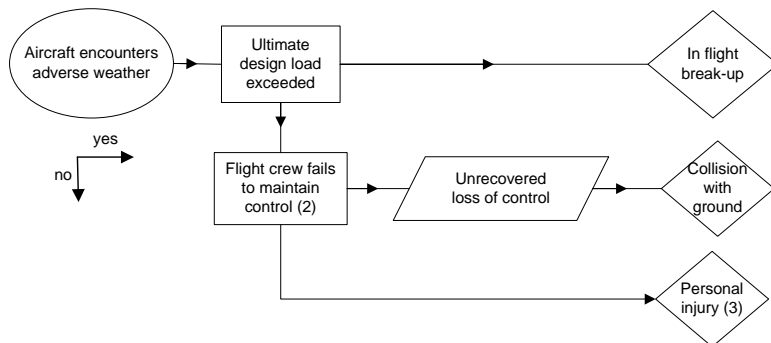 Aircraft encounters
adverse weather
Ultimate
design load
exceeded
In flight
break-up
yes
no
Flight crew fails
to maintain
control (2)
Unrecovered
loss of control
Collision
with
ground
Personal
injury (3)